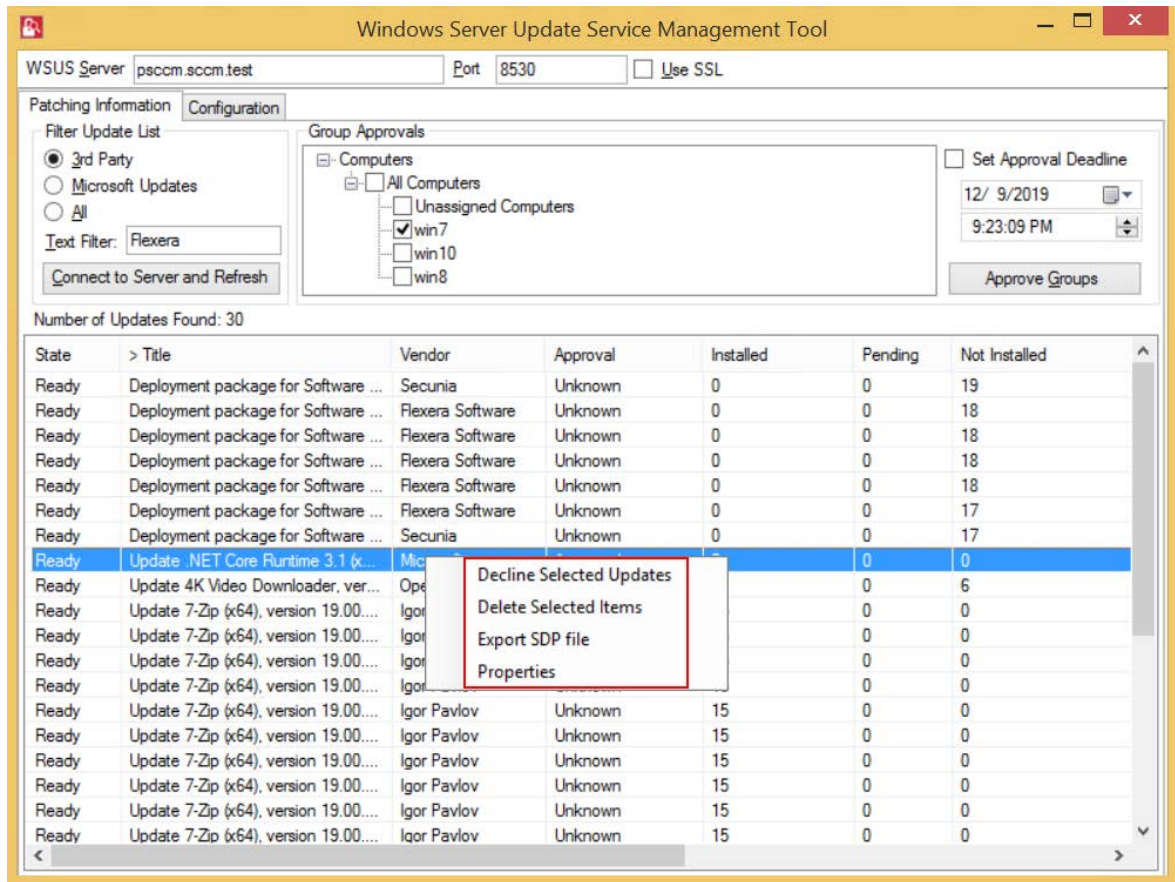 Windows Server Update Service Management Tool
WSUS Server psccm.sccm.test Port 8530 Use SSL
Patching Information Configuration
Filter Update List
3rd Party
Microsoft Updates
All
Text Filter: Flexera
Connect to Server and Refresh
Group Approvals
Computers
All Computers
Unassigned Computers
win7
win10
win8
Set Approval Deadline
12/ 9/2019
9:23:09 PM
Approve Groups
Number of Updates Found: 30
State > Title Vendor Approval Installed Pending Not Installed
Ready Deployment package for Software ... Secunia Unknown 0 0 19
Ready Deployment package for Software ... Flexera Software Unknown 0 0 18
Ready Deployment package for Software ... Flexera Software Unknown 0 0 18
Ready Deployment package for Software ... Flexera Software Unknown 0 0 18
Ready Deployment package for Software ... Flexera Software Unknown 0 0 18
Ready Deployment package for Software ... Flexera Software Unknown 0 0 17
Ready Deployment package for Software ... Secunia Unknown 0 0 17
Ready Update .NET Core Runtime 3.1 (x... 0 0
Ready Update 4K Video Downloader, ver... 0 6
Ready Update 7-Zip (x64), version 19.00.... 0 0
Ready Update 7-Zip (x64), version 19.00.... 0 0
Ready Update 7-Zip (x64), version 19.00.... 0 0
Ready Update 7-Zip (x64), version 19.00.... 0 0
Decline Selected Updates
Delete Selected Items
Export SDP file
Properties
Ready Update 7-Zip (x64), version 19.00.... Igor Pavlov Unknown 15 0 0
Ready Update 7-Zip (x64), version 19.00.... Igor Pavlov Unknown 15 0 0
Ready Update 7-Zip (x64), version 19.00.... Igor Pavlov Unknown 15 0 0
Ready Update 7-Zip (x64), version 19.00.... Igor Pavlov Unknown 15 0 0
Ready Update 7-Zip (x64), version 19.00.... Igor Pavlov Unknown 15 0 0
Ready Update 7-Zip (x64), version 19.00.... Igor Pavlov Unknown 15 0 0